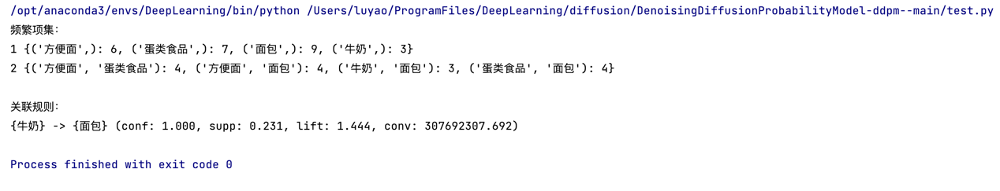 /opt/anaconda3/envs/DeepLearning/bin/python /Users/luyao/ProgramFiles/DeepLearning/diffusion/DenoisingDiffusionProbabilityModel-ddpm--main/test.py
频繁项集:
1 {('方便面',): 6, ('蛋类食品',): 7, ('面包',): 9, ('牛奶',): 3}
2 {('方便面', '蛋类食品'): 4, ('方便面', '面包'): 4, ('牛奶', '面包'): 3, ('蛋类食品', '面包'): 4}
关联规则:
{牛奶} -> {面包} (conf: 1.000, supp: 0.231, lift: 1.444, conv: 307692307.692)
Process finished with exit code 0